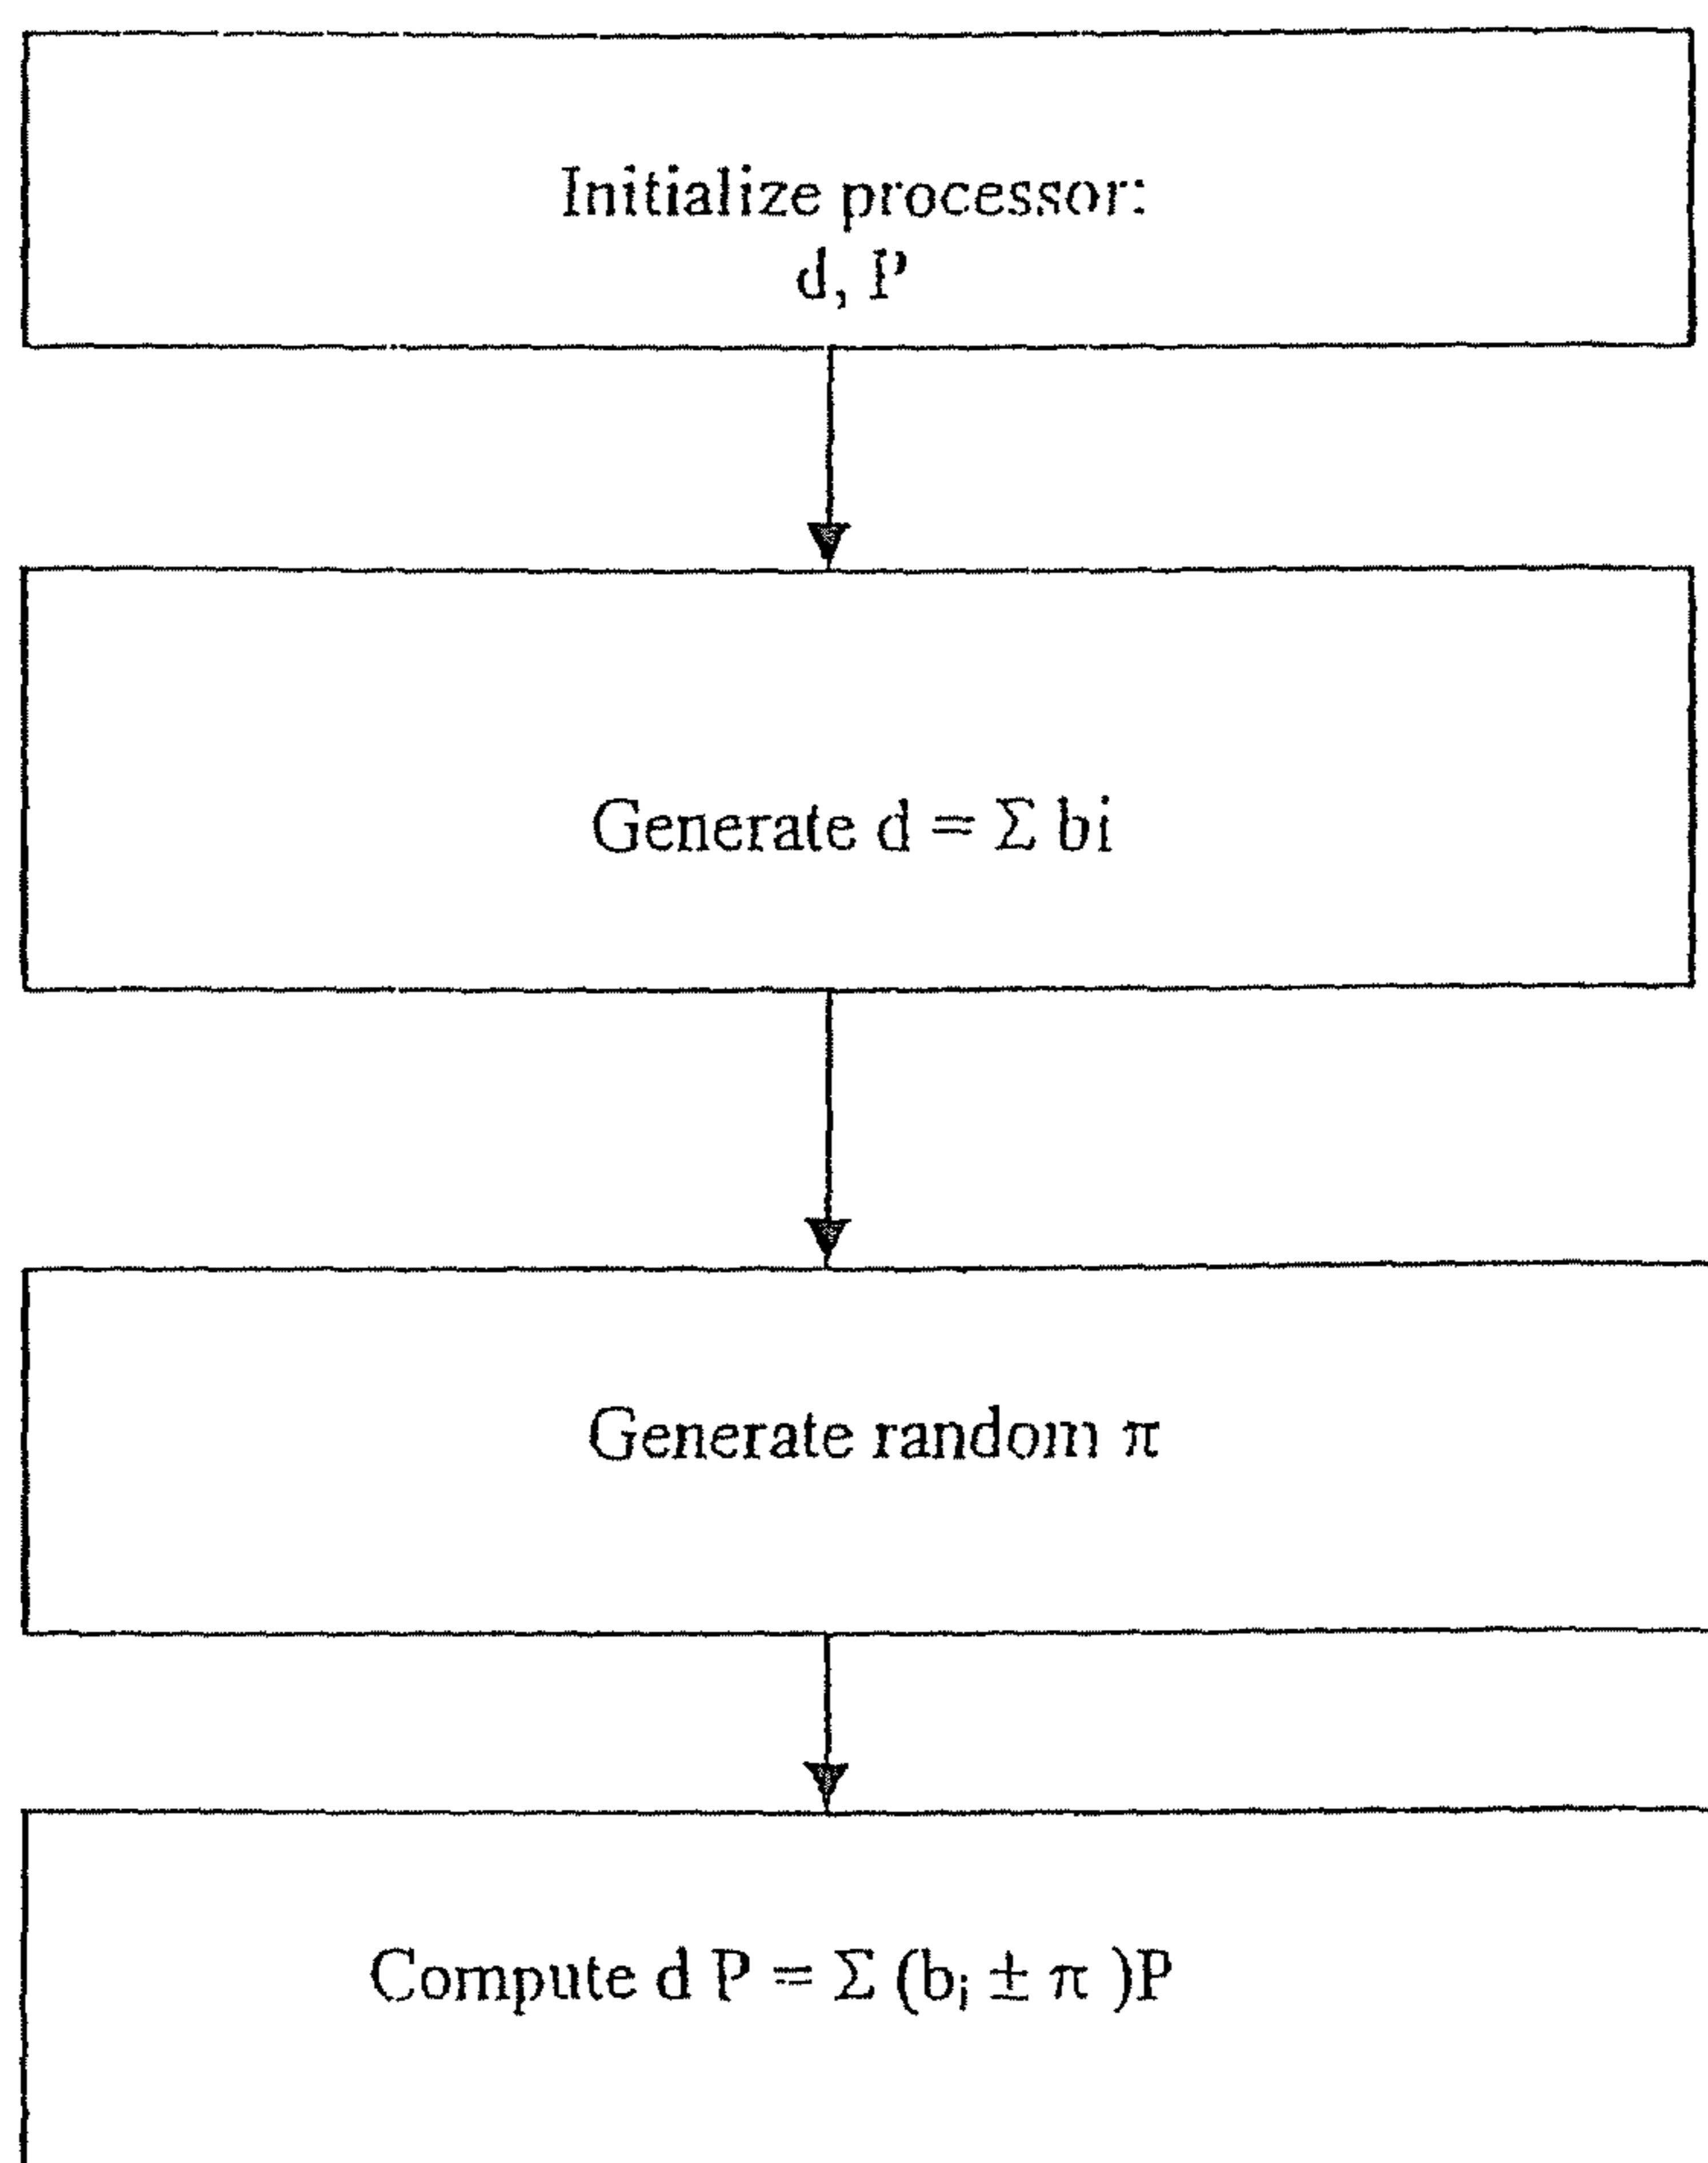 Initialize processor:
d, P
Generate d = Σ bi
Generate random π
Compute d P = Σ (bᵢ ± π )P